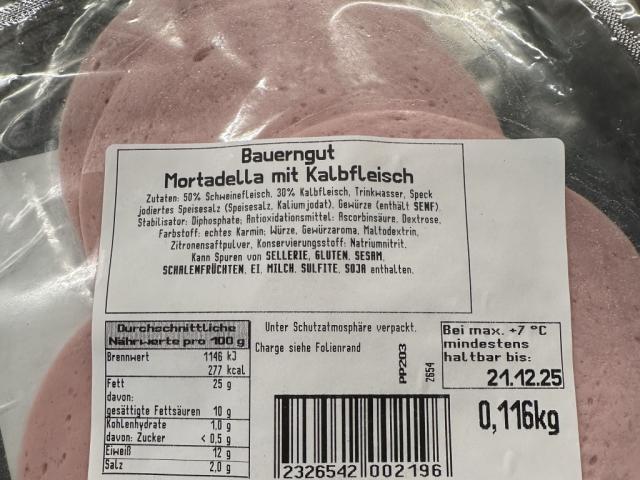 Bauerngut
Mortadella mit Kalbfleisch
Zutaten: 50% Schweinefleisch, 30% Kalbfleisch, Trinkwasser, Speck
jodiertes Speisesalz (Speisesalz, Kaliumjodat), Gewürze (enthält SENF),
Stabilisator: Diphosphate; Antioxidationsmittel: Ascorbinsäure, Dextrose,
Farbstoff: echtes Karmin; Würze, Gewürzaroma, Maltodextrin,
Zitronensaftpulver, Konservierungsstoff: Natriumnitrit.
Kann Spuren von SELLERIE, GLUTEN, SESAM,
SCHALENFRÜCHTEN, EI, MILCH, SULFITE, SOJA enthalten.
Durchschnittliche
Nährwerte pro 100 g
Brennwert 1146 kJ
277 kcal
Fett 25 g
davon:
gesättigte Fettsäuren 10 g
Kohlenhydrate 1,0 g
davon: Zucker < 0,5 g
Eiweiß 12 g
Salz 2,0 g
Unter Schutzatmosphäre verpackt.
Charge siehe Folienrand
PP203
2654
Bei max. +7 °C
mindestens
haltbar bis:
21.12.25
0,116kg
2326542 002196